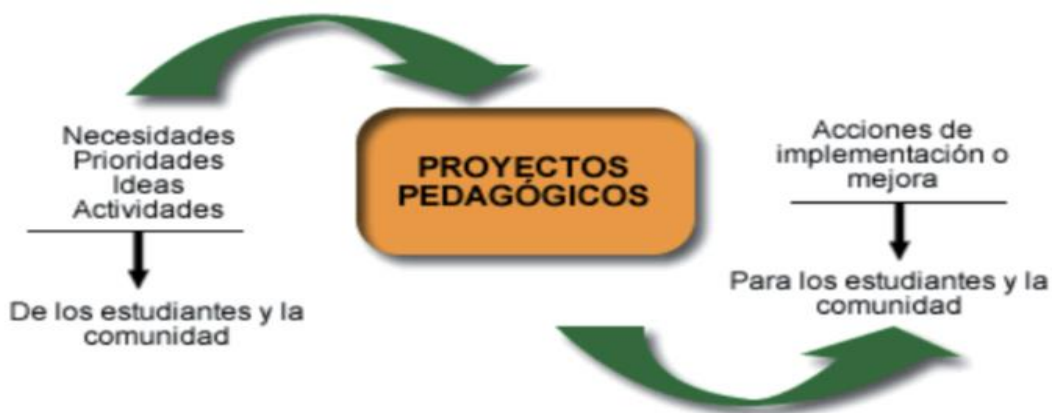 Necesidades
Prioridades
Ideas
Actividades
De los estudiantes y la
comunidad
PROYECTOS
PEDAGÓGICOS
Acciones de
implementación o
mejora
Para los estudiantes y la
comunidad